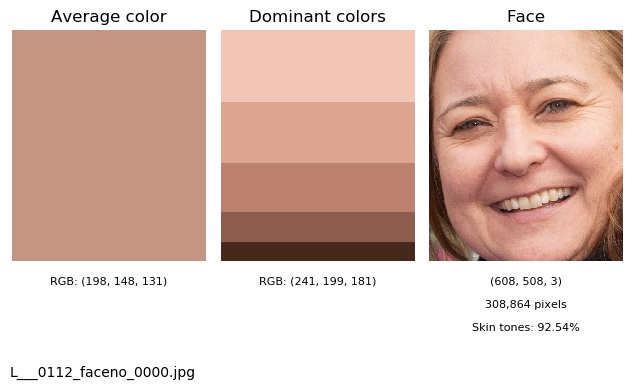 Average color
Dominant colors
Face
RGB: (198, 148, 131)
RGB: (241, 199, 181)
(608, 508, 3)
308,864 pixels
Skin tones: 92.54%
L___0112_faceno_0000.jpg